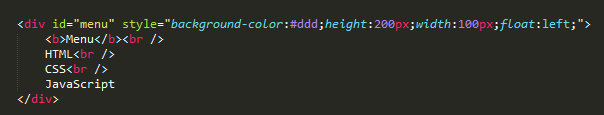 <div id="menu" style="background-color:#ddd;height:200px;width:100px;float:left;">
<b>Menu</b><br />
HTML<br />
CSS<br />
JavaScript
</div>